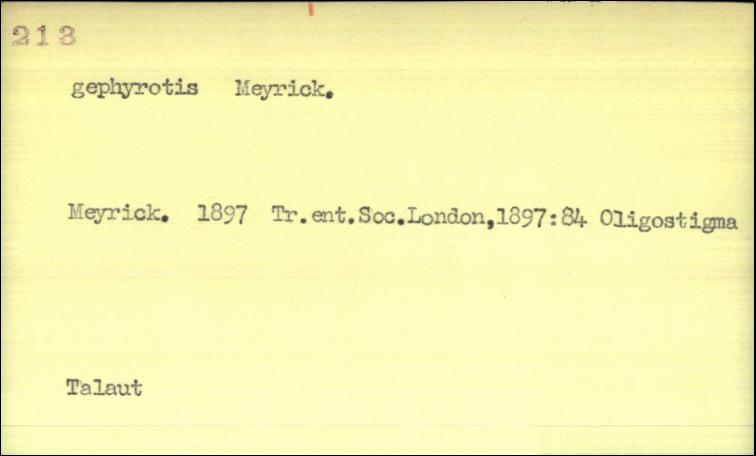 213
gephyrotis Meyrick.
Meyrick. 1897 Tr.ent.Soc.London,1897:84 Oligostigma
Talaut